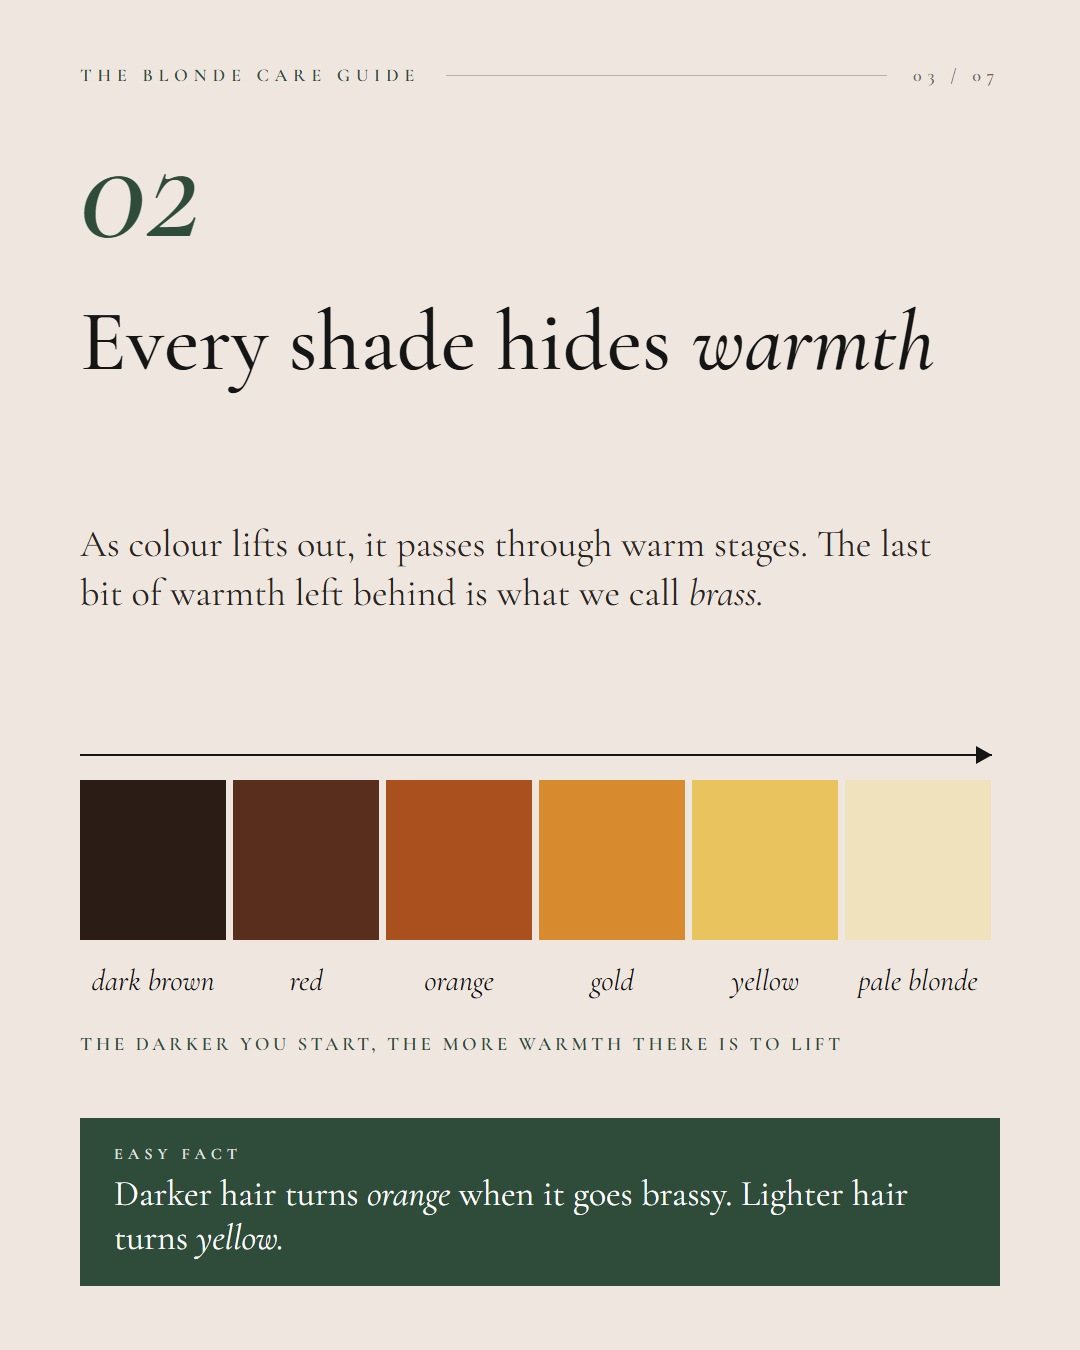 THE BLONDE CARE GUIDE
03 / 07
02
Every shade hides warmth
As colour lifts out, it passes through warm stages. The last
bit of warmth left behind is what we call brass.
dark brown red orange gold yellow pale blonde
THE DARKER YOU START, THE MORE WARMTH THERE IS TO LIFT
EASY FACT
Darker hair turns orange when it goes brassy. Lighter hair
turns yellow.